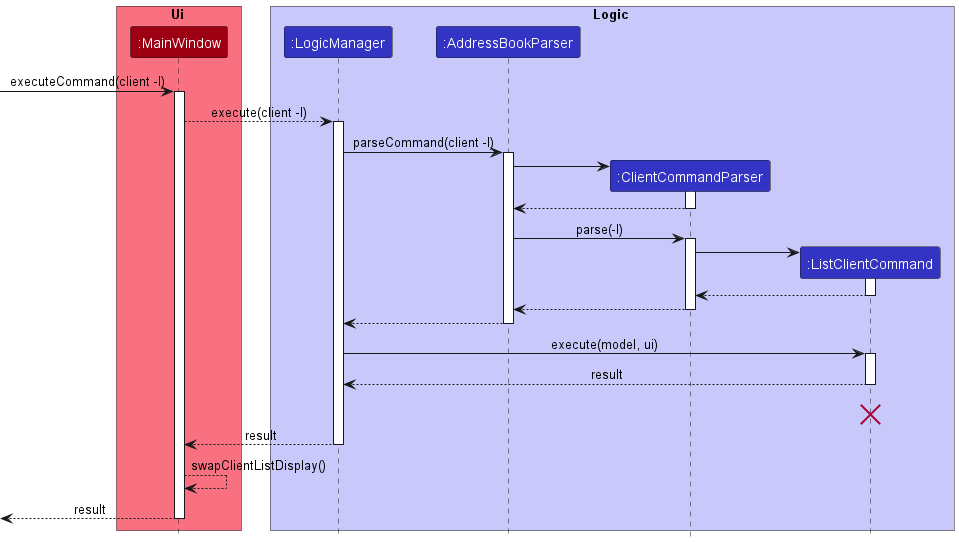 Ui
Logic
:MainWindow
:LogicManager
:AddressBookParser
executeCommand(client -l)
execute(client -l)
parseCommand(client -l)
:ClientCommandParser
parse(-l)
:ListClientCommand
execute(model, ui)
result
result
swapClientListDisplay()
result